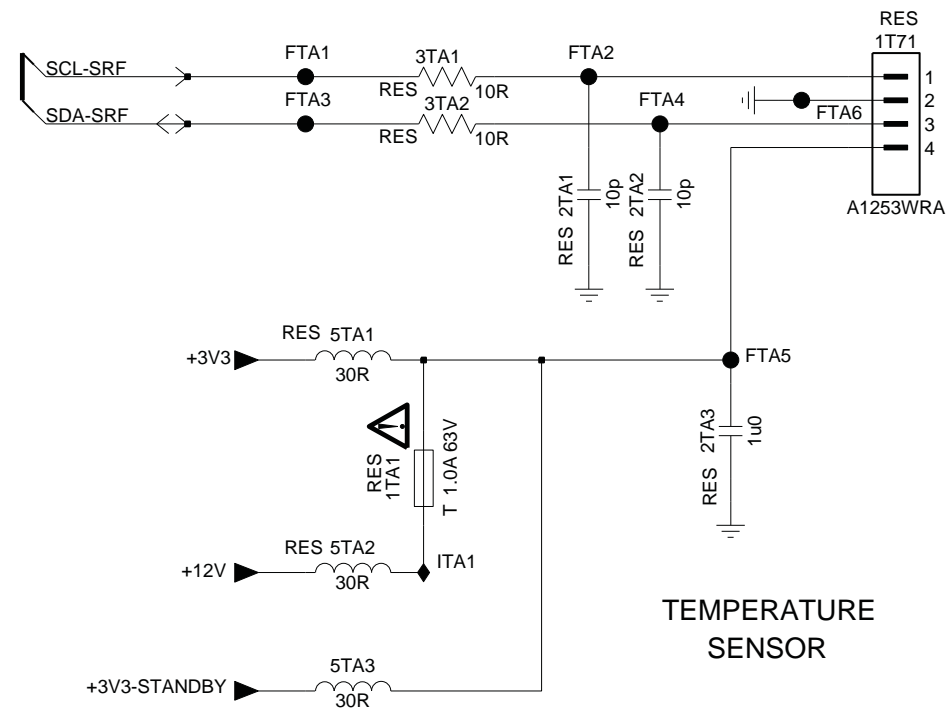 RES
1T71
SCL-SRF
FTA1
3TA1
RES
10R
FTA2
1
SDA-SRF
FTA3
3TA2
RES
10R
FTA4
FTA6
2
3
4
A1253WRA
RES 2TA1
10p
RES 2TA2
10p
+3V3
RES 5TA1
30R
FTA5
RES
1TA1
T 1.0A 63V
RES 2TA3
1u0
+12V
RES 5TA2
30R
ITA1
TEMPERATURE
SENSOR
+3V3-STANDBY
5TA3
30R